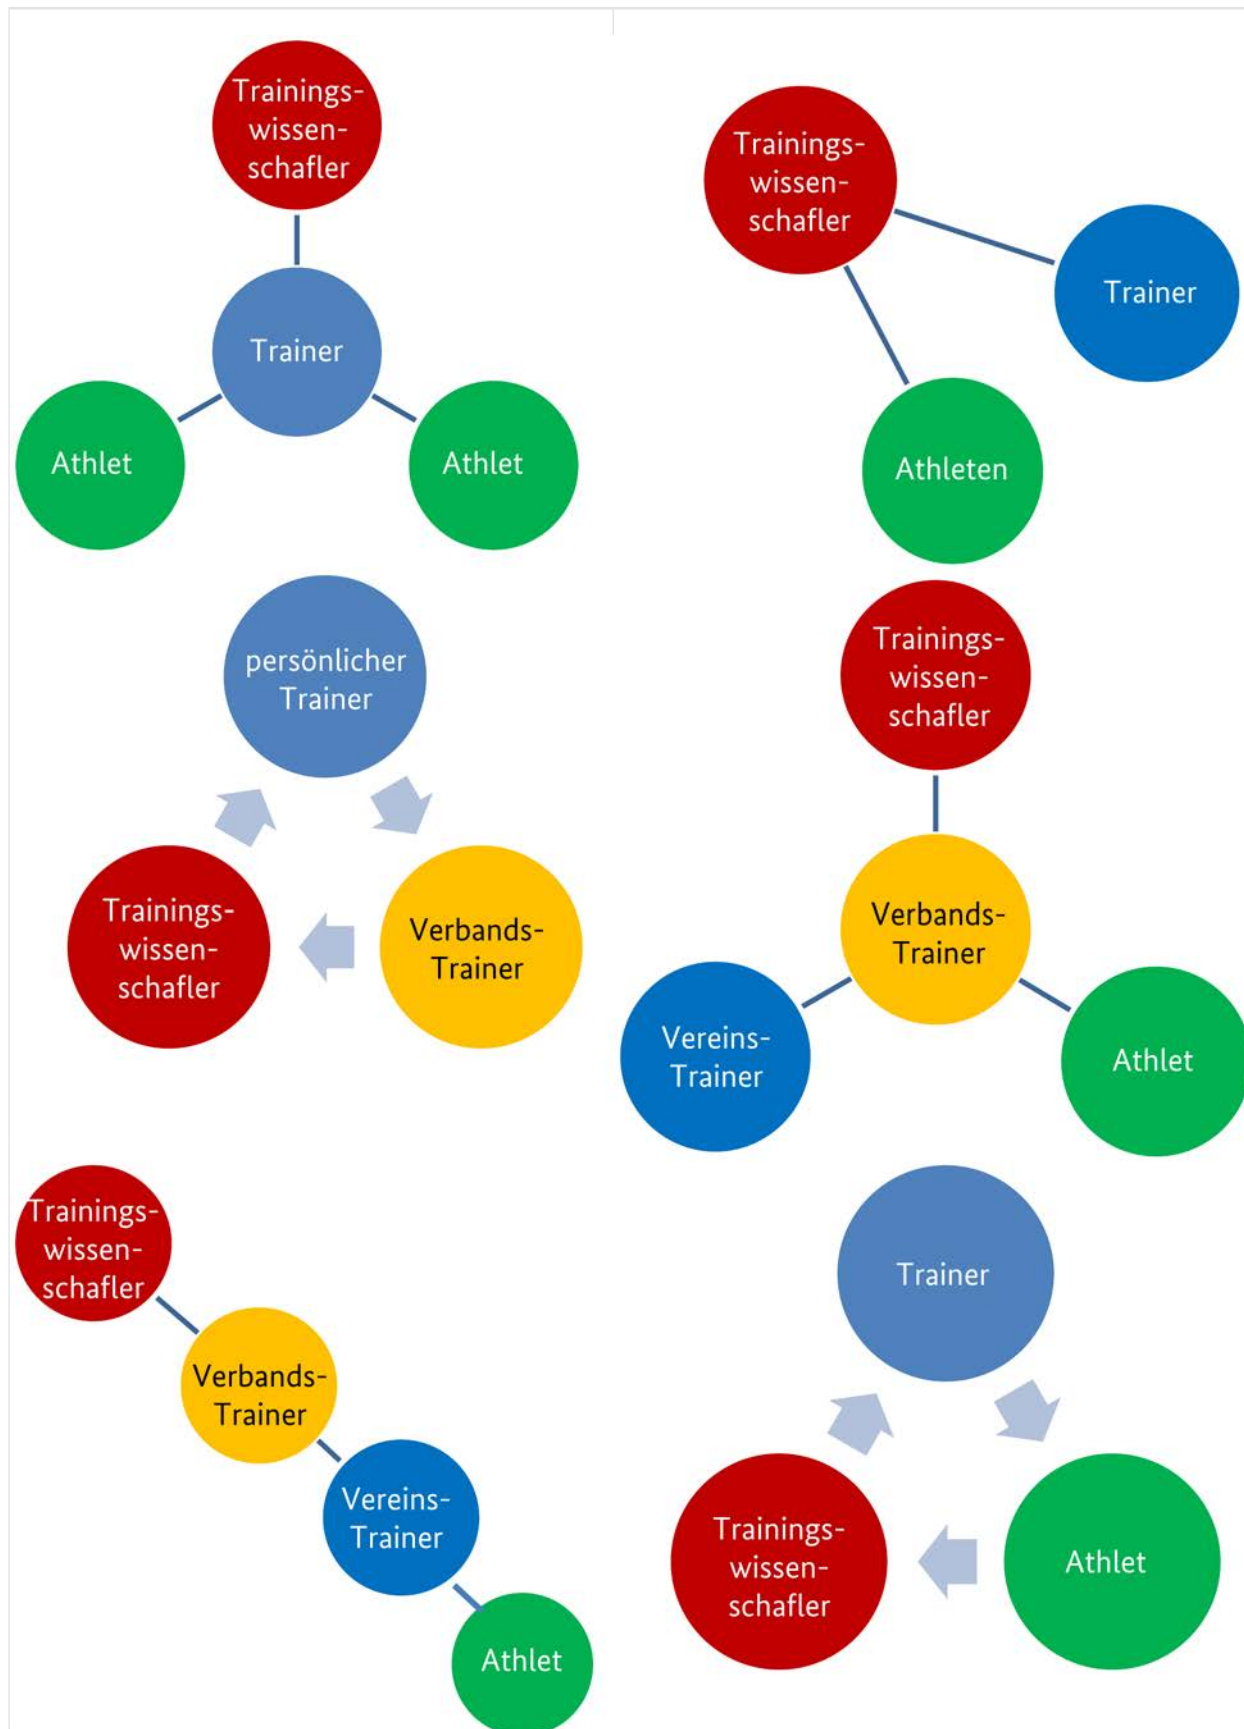 Trainings-
wissen-
schafler
Trainer
Athlet
Athlet
Trainings-
wissen-
schafler
Trainer
Athleten
persönlicher
Trainer
Trainings-
wissen-
schafler
Verbands-
Trainer
Trainings-
wissen-
schafler
Verbands-
Trainer
Vereins-
Trainer
Athlet
Trainings-
wissen-
schafler
Verbands-
Trainer
Vereins-
Trainer
Athlet
Trainer
Trainings-
wissen-
schafler
Athlet